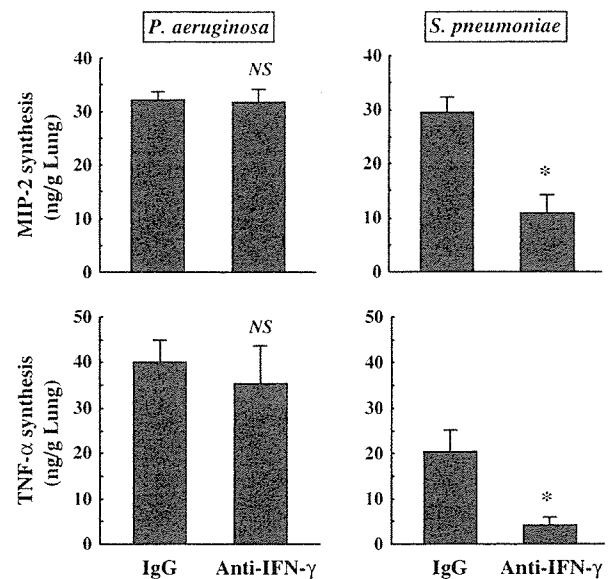 P. aeruginosa
S. pneumoniae
MIP-2 synthesis
(ng/g Lung)
40
30
20
10
0
NS
40
30
20
10
0
*
TNF-α synthesis
(ng/g Lung)
50
40
30
20
10
0
NS
50
40
30
20
10
0
*
IgG
Anti-IFN-γ
IgG
Anti-IFN-γ